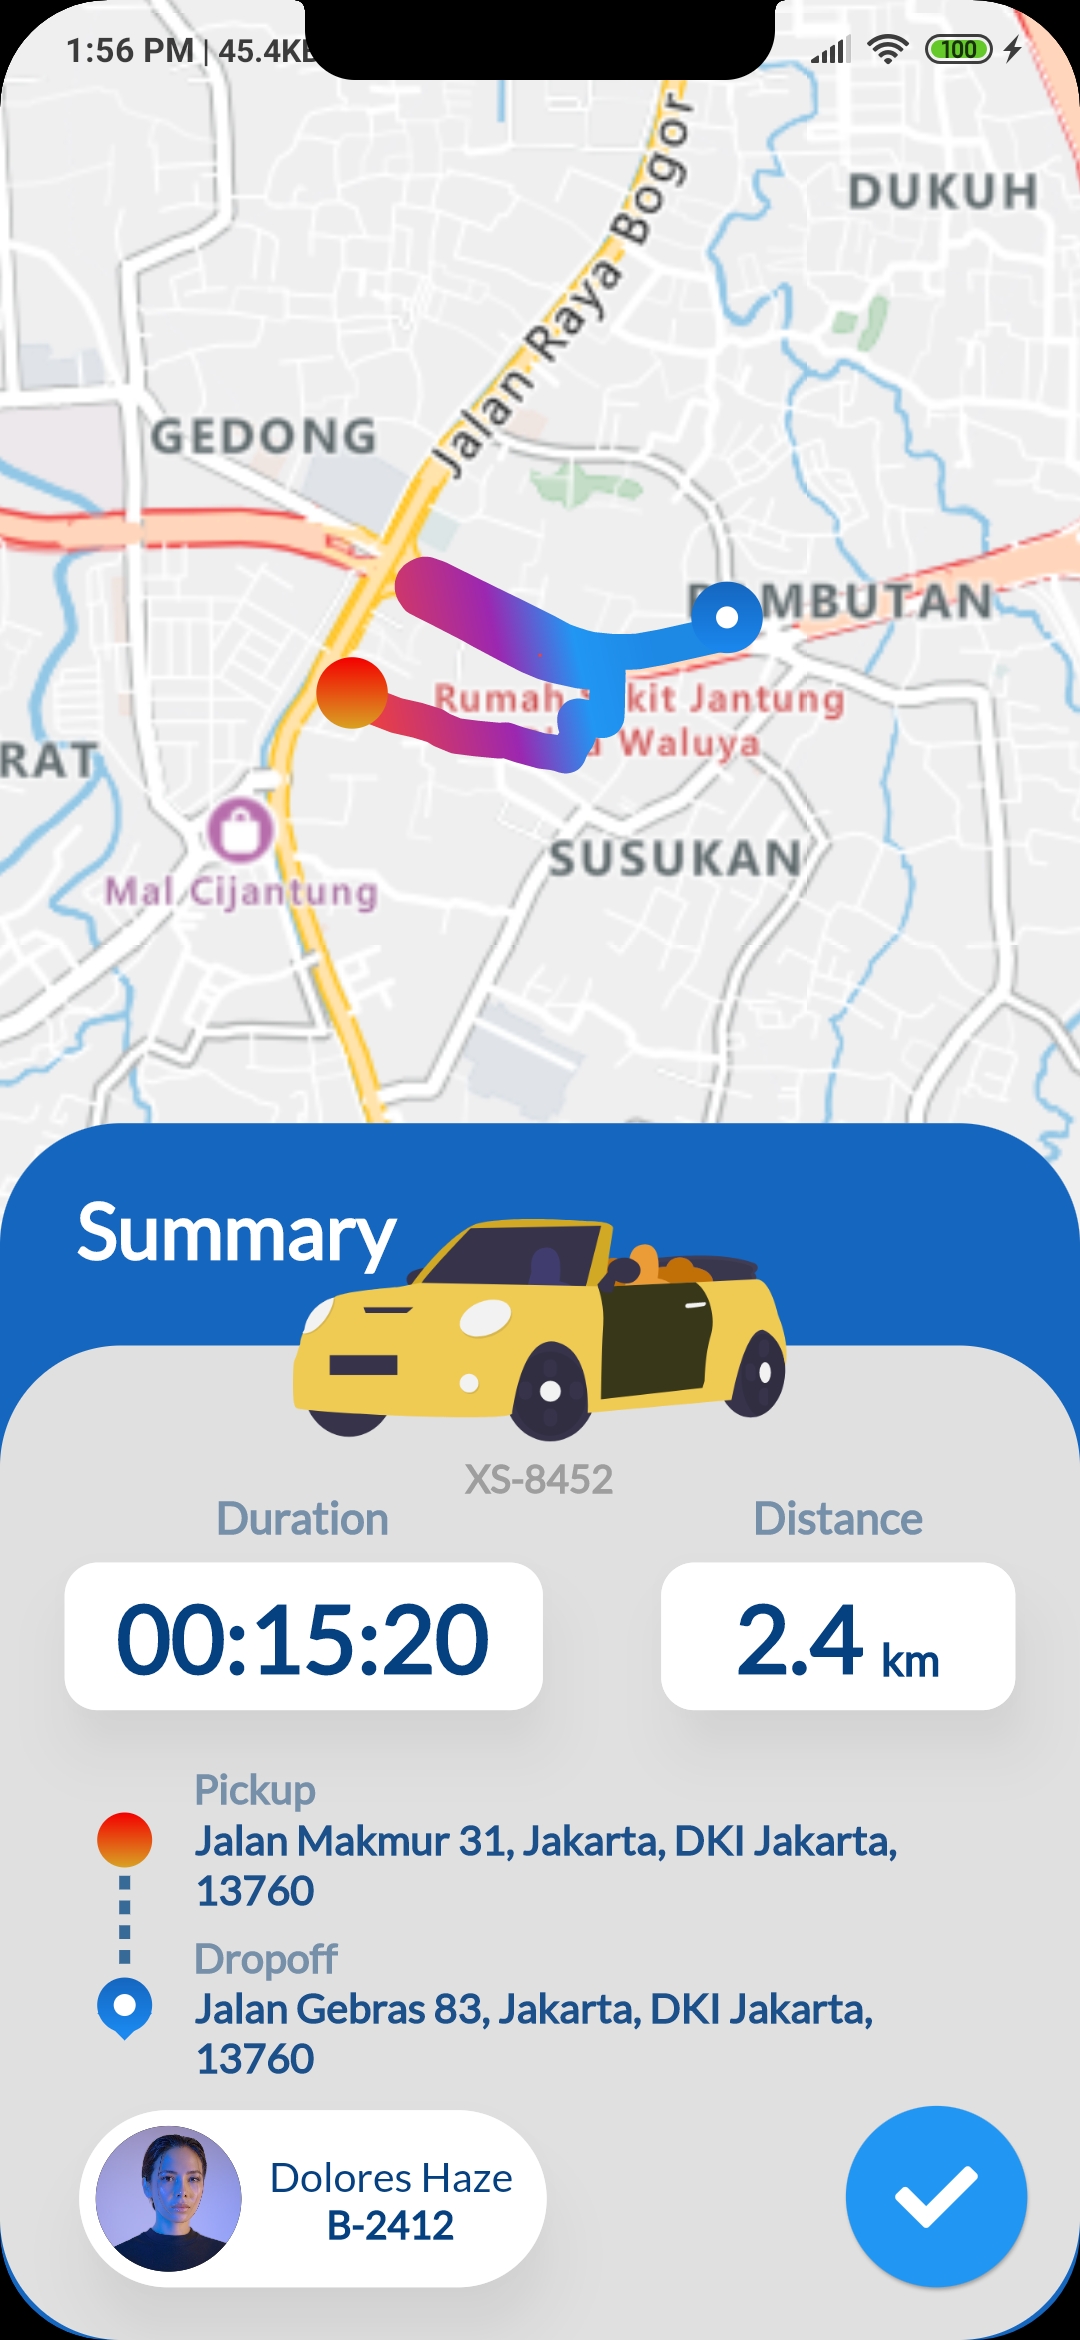 1:56 PM | 45.4KB
100
DUKUH
Jalan Raya Bogor
GEDONG
MBUTAN
Rumah kit Jantung
Waluya
RAT
SUSUKAN
Mal Cijantung
Summary
XS-8452
Duration
Distance
00:15:20
2.4 km
Pickup
Jalan Makmur 31, Jakarta, DKI Jakarta,
13760
Dropoff
Jalan Gebras 83, Jakarta, DKI Jakarta,
13760
Dolores Haze
B-2412